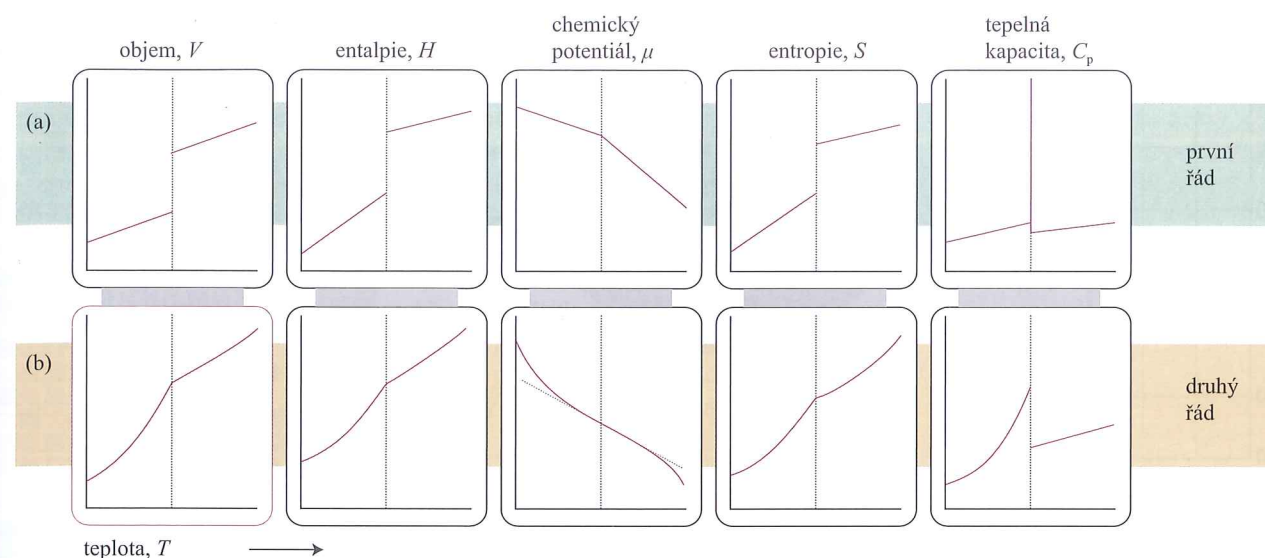 objem, V
entalpie, H
chemický
potenciál, μ
entropie, S
tepelná
kapacita, Cp
(a)
první
řád
(b)
druhý
řád
teplota, T